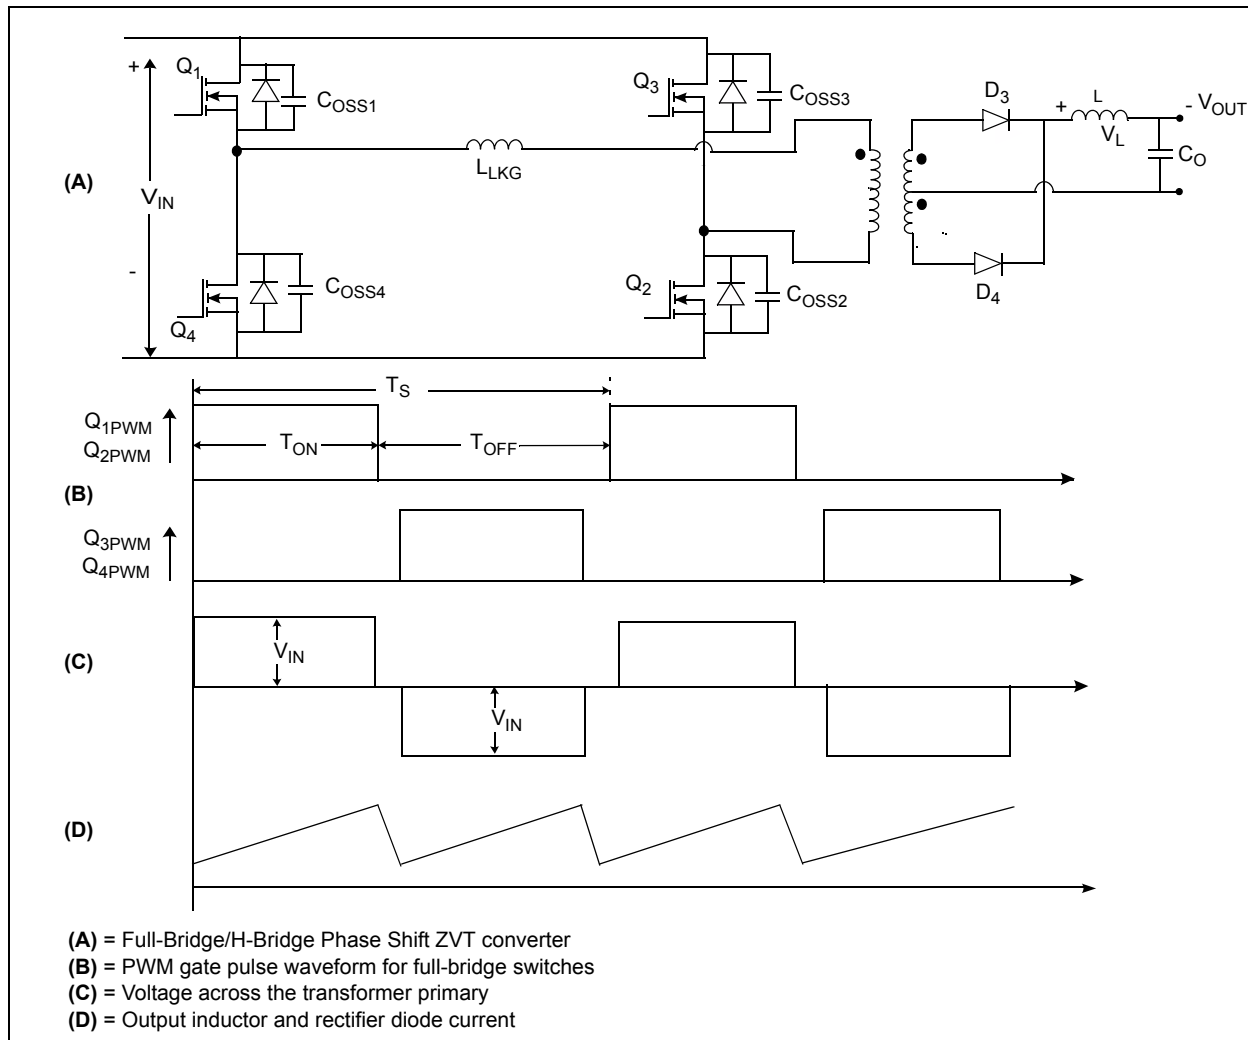 +
Q1
COSS1
Q3
COSS3
D3
+
L
VL
- VOUT
CO
(A)
VIN
LLKG
-
Q4
COSS4
Q2
COSS2
D4
TS
Q1PWM
Q2PWM
TON
TOFF
(B)
Q3PWM
Q4PWM
(C)
VIN
VIN
(D)
(A) = Full-Bridge/H-Bridge Phase Shift ZVT converter
(B) = PWM gate pulse waveform for full-bridge switches
(C) = Voltage across the transformer primary
(D) = Output inductor and rectifier diode current